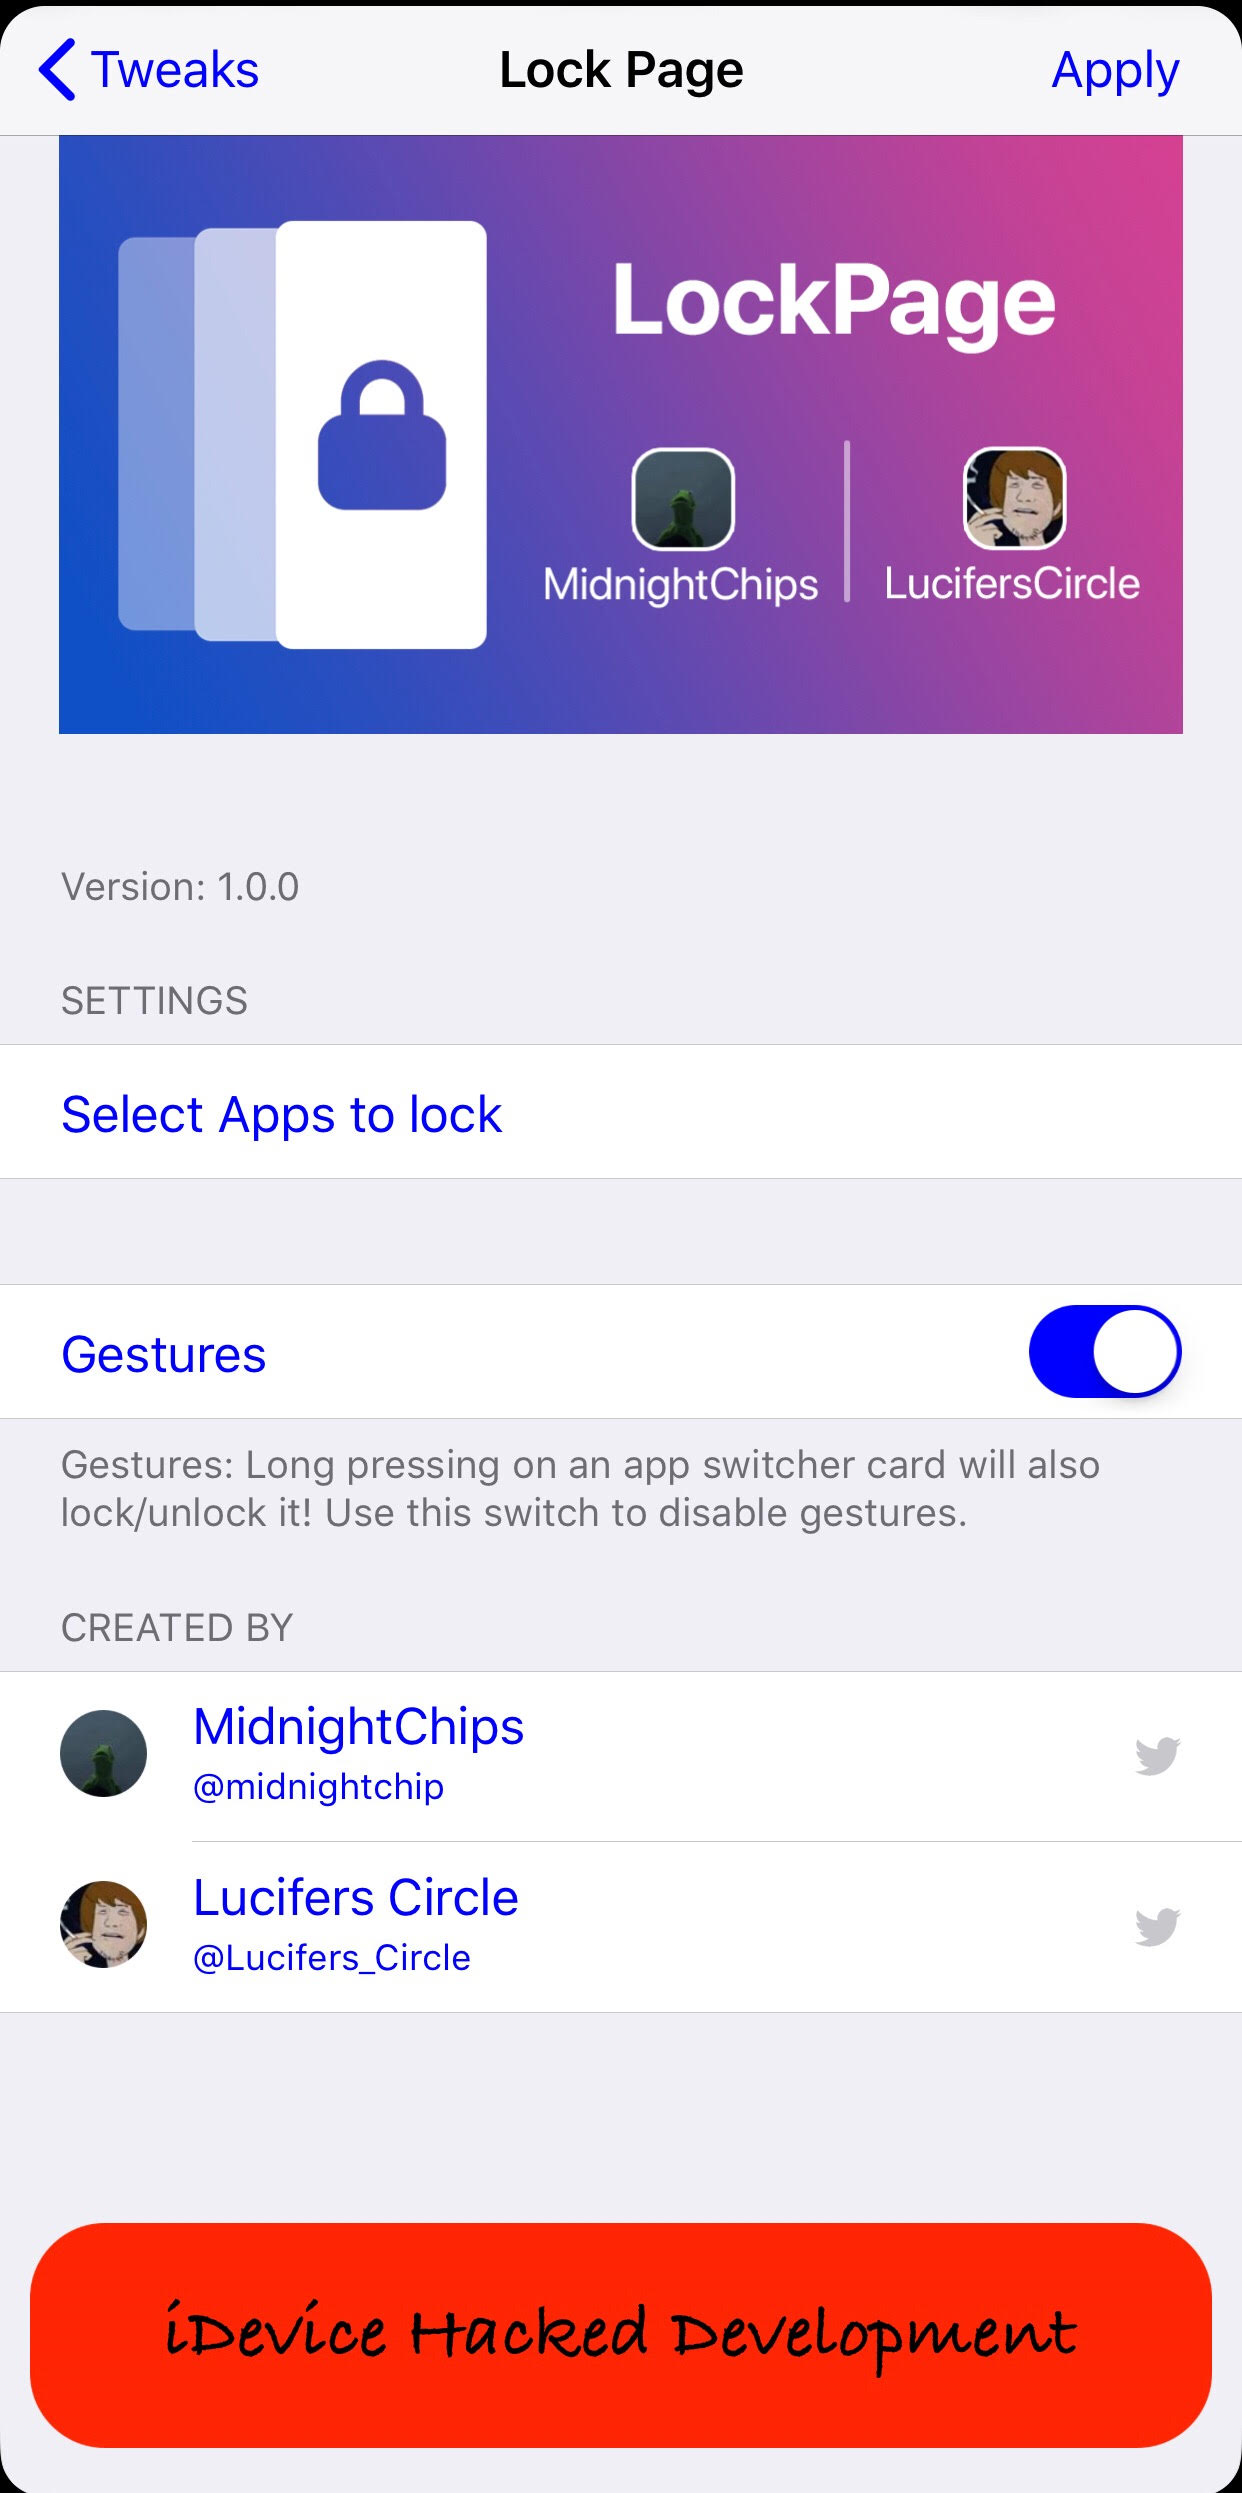 Tweaks
Lock Page
Apply
LockPage
MidnightChips
LucifersCircle
Version: 1.0.0
SETTINGS
Select Apps to lock
Gestures
Gestures: Long pressing on an app switcher card will also
lock/unlock it! Use this switch to disable gestures.
CREATED BY
MidnightChips
@midnightchip
Lucifers Circle
@Lucifers_Circle
iDevice Hacked Development